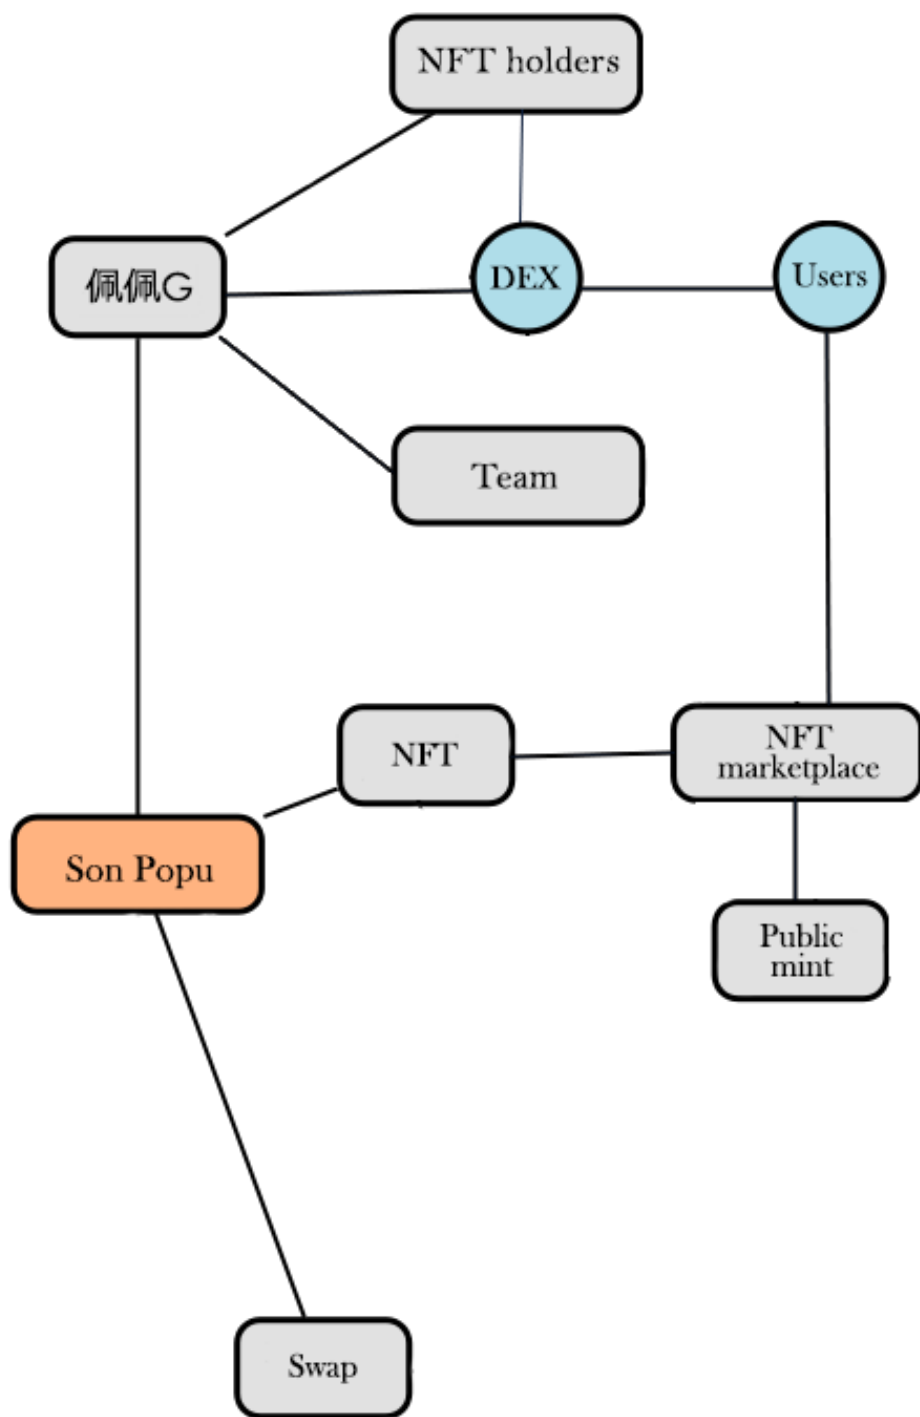 NFT holders
佩佩G
DEX
Users
Team
NFT
NFT
marketplace
Son Popu
Public
mint
Swap